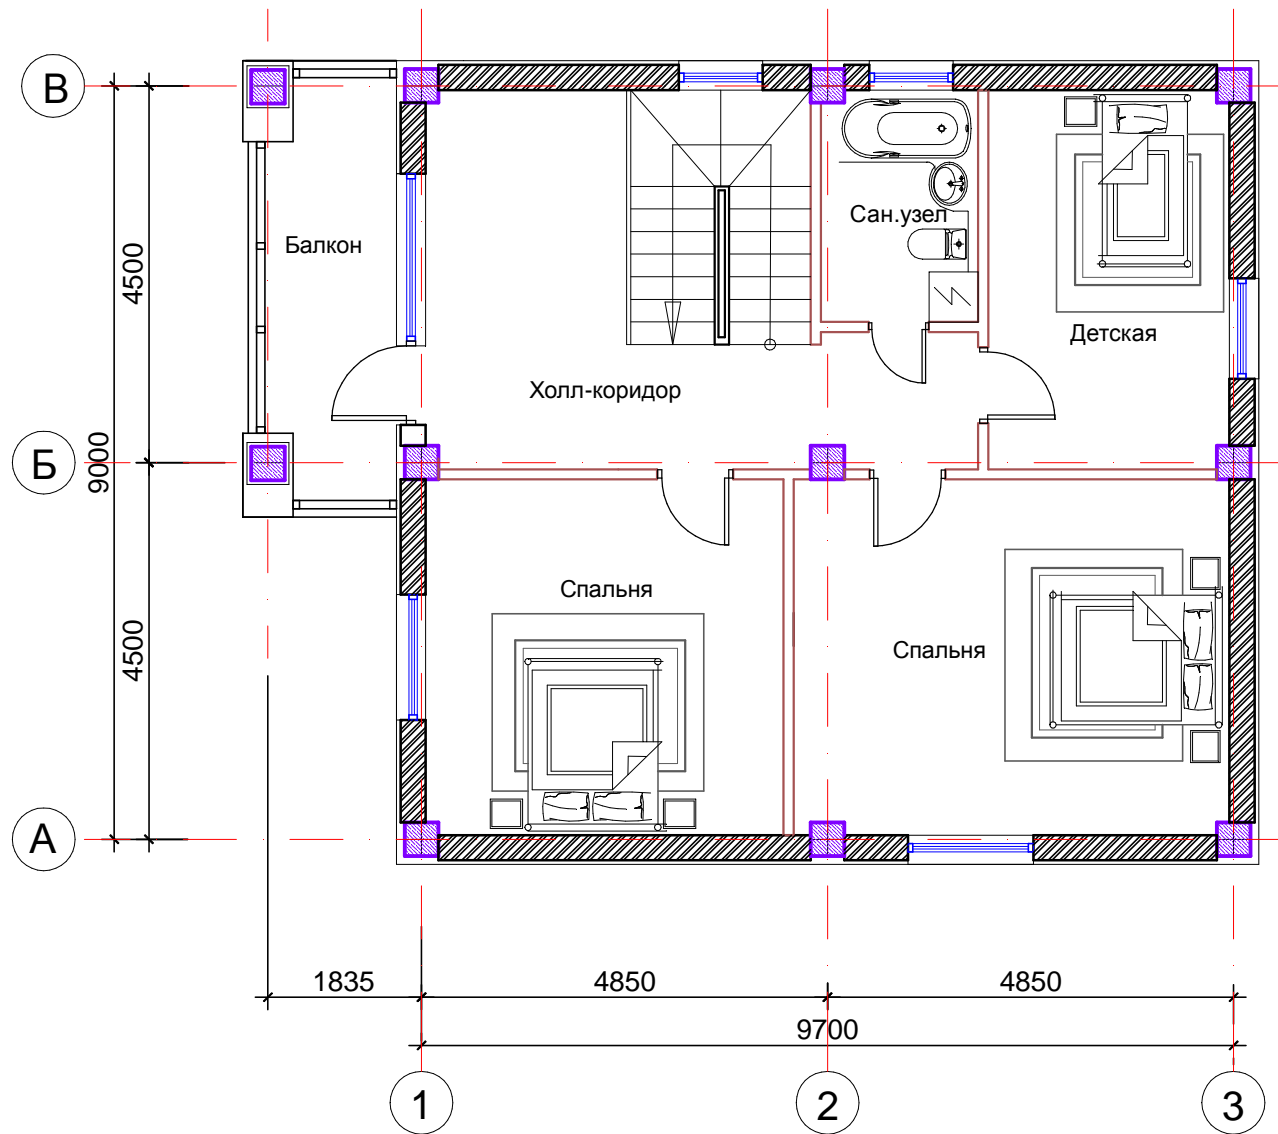 В
Балкон
Сан.узел
4500
Детская
Холл-коридор
Б
9000
Спальня
4500
Спальня
А
1835
4850
4850
9700
1
2
3